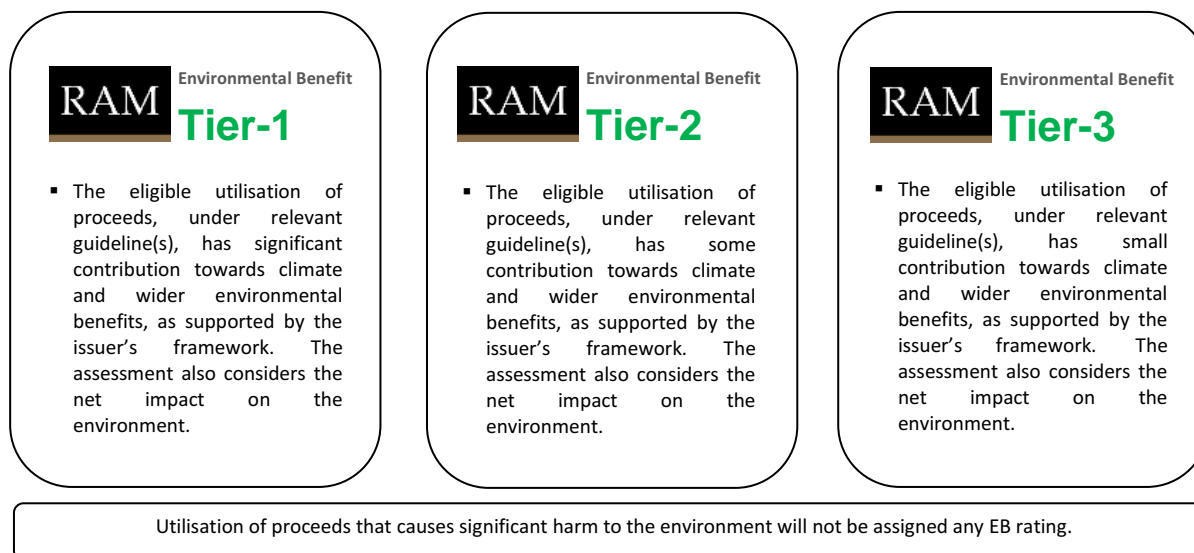 RAM
Environmental Benefit
Tier-1
▪ The eligible utilisation of
proceeds, under relevant
guideline(s), has significant
contribution towards climate
and wider environmental
benefits, as supported by the
issuer’s framework. The
assessment also considers the
net impact on the
environment.
RAM
Environmental Benefit
Tier-2
▪ The eligible utilisation of
proceeds, under relevant
guideline(s), has some
contribution towards climate
and wider environmental
benefits, as supported by the
issuer’s framework. The
assessment also considers the
net impact on the
environment.
RAM
Environmental Benefit
Tier-3
▪ The eligible utilisation of
proceeds, under relevant
guideline(s), has small
contribution towards climate
and wider environmental
benefits, as supported by the
issuer’s framework. The
assessment also considers the
net impact on the
environment.
Utilisation of proceeds that causes significant harm to the environment will not be assigned any EB rating.